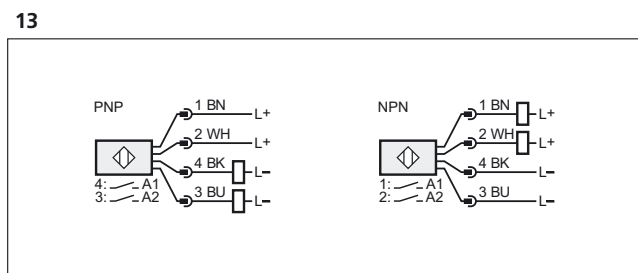 13
PNP
1 BN L+
2 WH L+
4 BK L–
3 BU L–
4: A1
3: A2
NPN
1 BN L+
2 WH L+
4 BK L–
3 BU L–
1: A1
2: A2